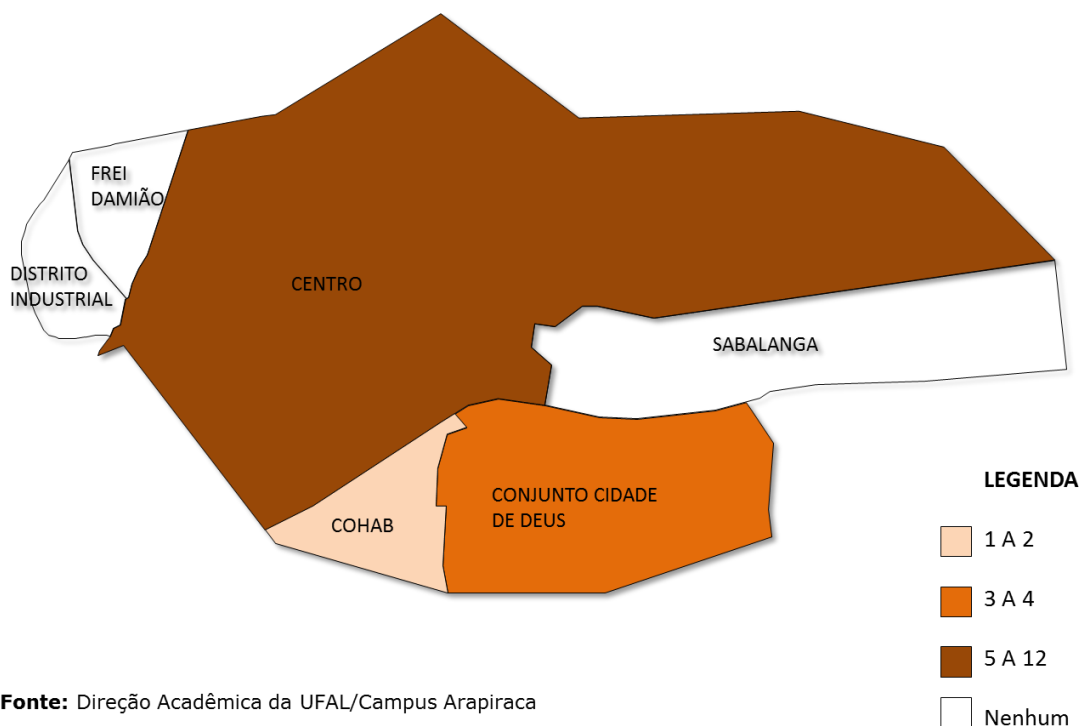 FREI
DAMIÃO
DISTRITO
INDUSTRIAL
CENTRO
SABALANGA
CONJUNTO CIDADE
DE DEUS
COHAB
LEGENDA
1 A 2
3 A 4
5 A 12
Nenhum
Fonte: Direção Acadêmica da UFAL/Campus Arapiraca